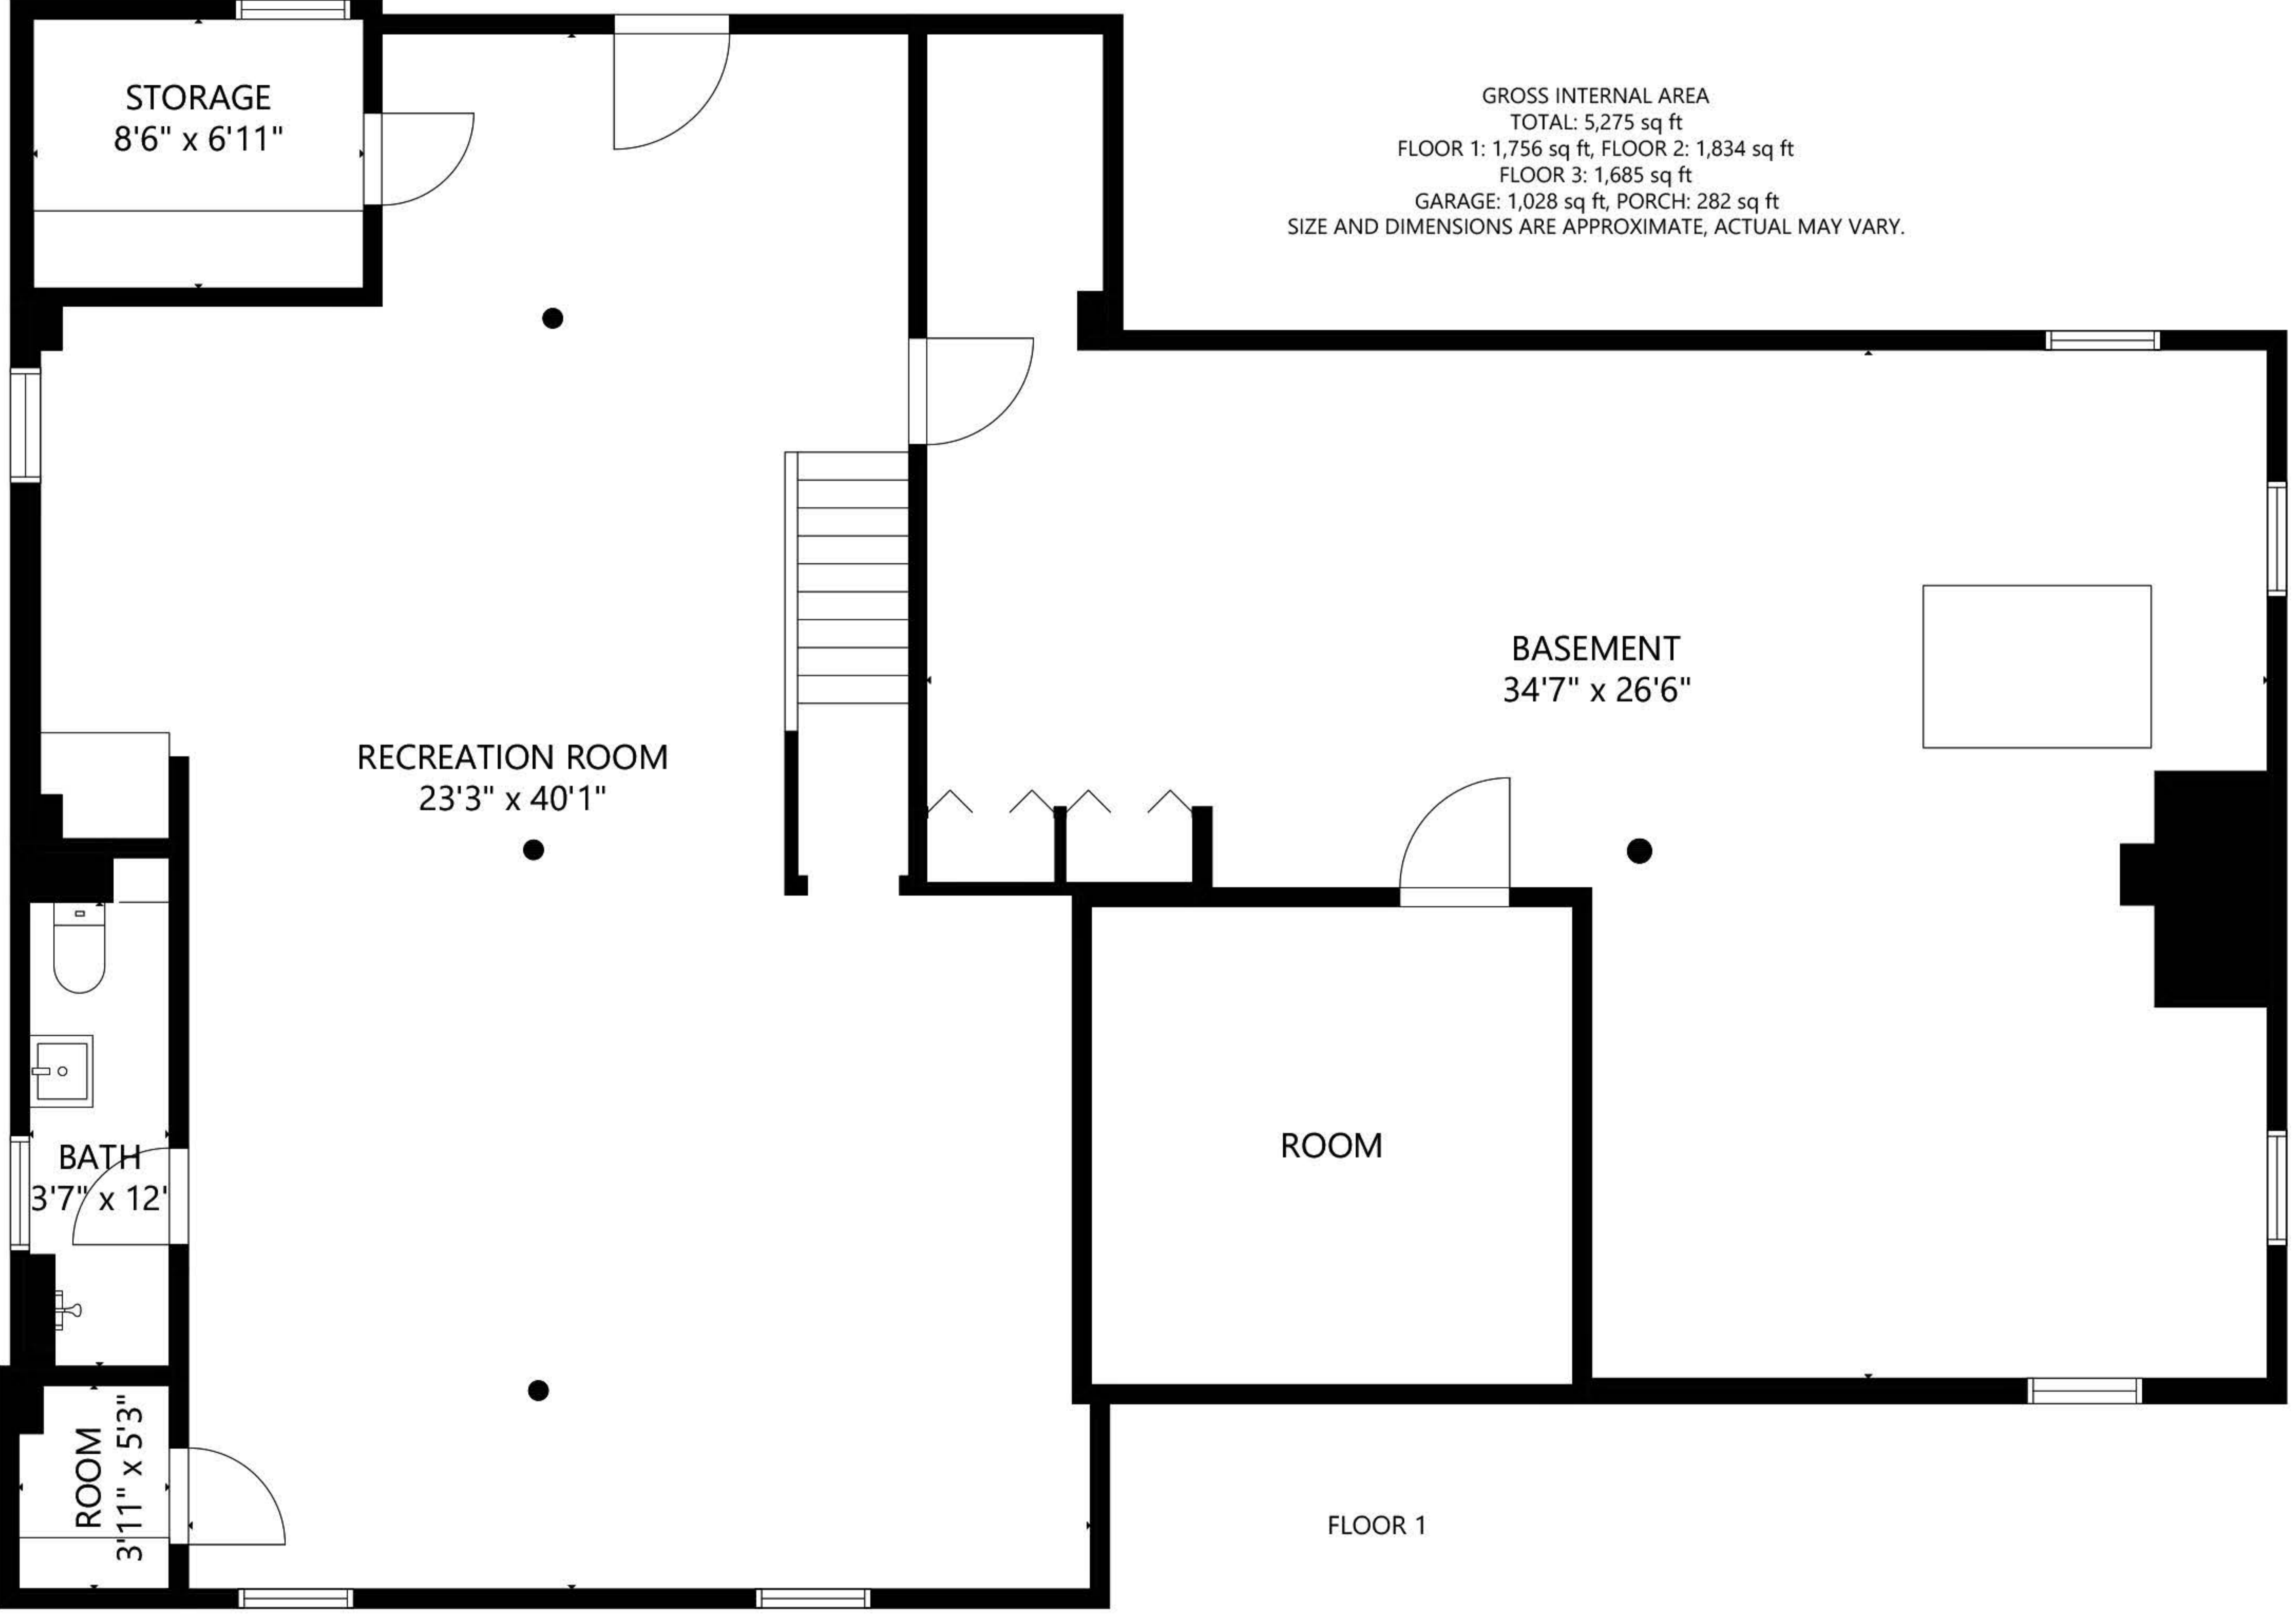 STORAGE
8'6" x 6'11"
GROSS INTERNAL AREA
TOTAL: 5,275 sq ft
FLOOR 1: 1,756 sq ft, FLOOR 2: 1,834 sq ft
FLOOR 3: 1,685 sq ft
GARAGE: 1,028 sq ft, PORCH: 282 sq ft
SIZE AND DIMENSIONS ARE APPROXIMATE, ACTUAL MAY VARY.
BASEMENT
34'7" x 26'6"
RECREATION ROOM
23'3" x 40'1"
ROOM
BATH
3'7" x 12'
ROOM
3'11" x 5'3"
FLOOR 1